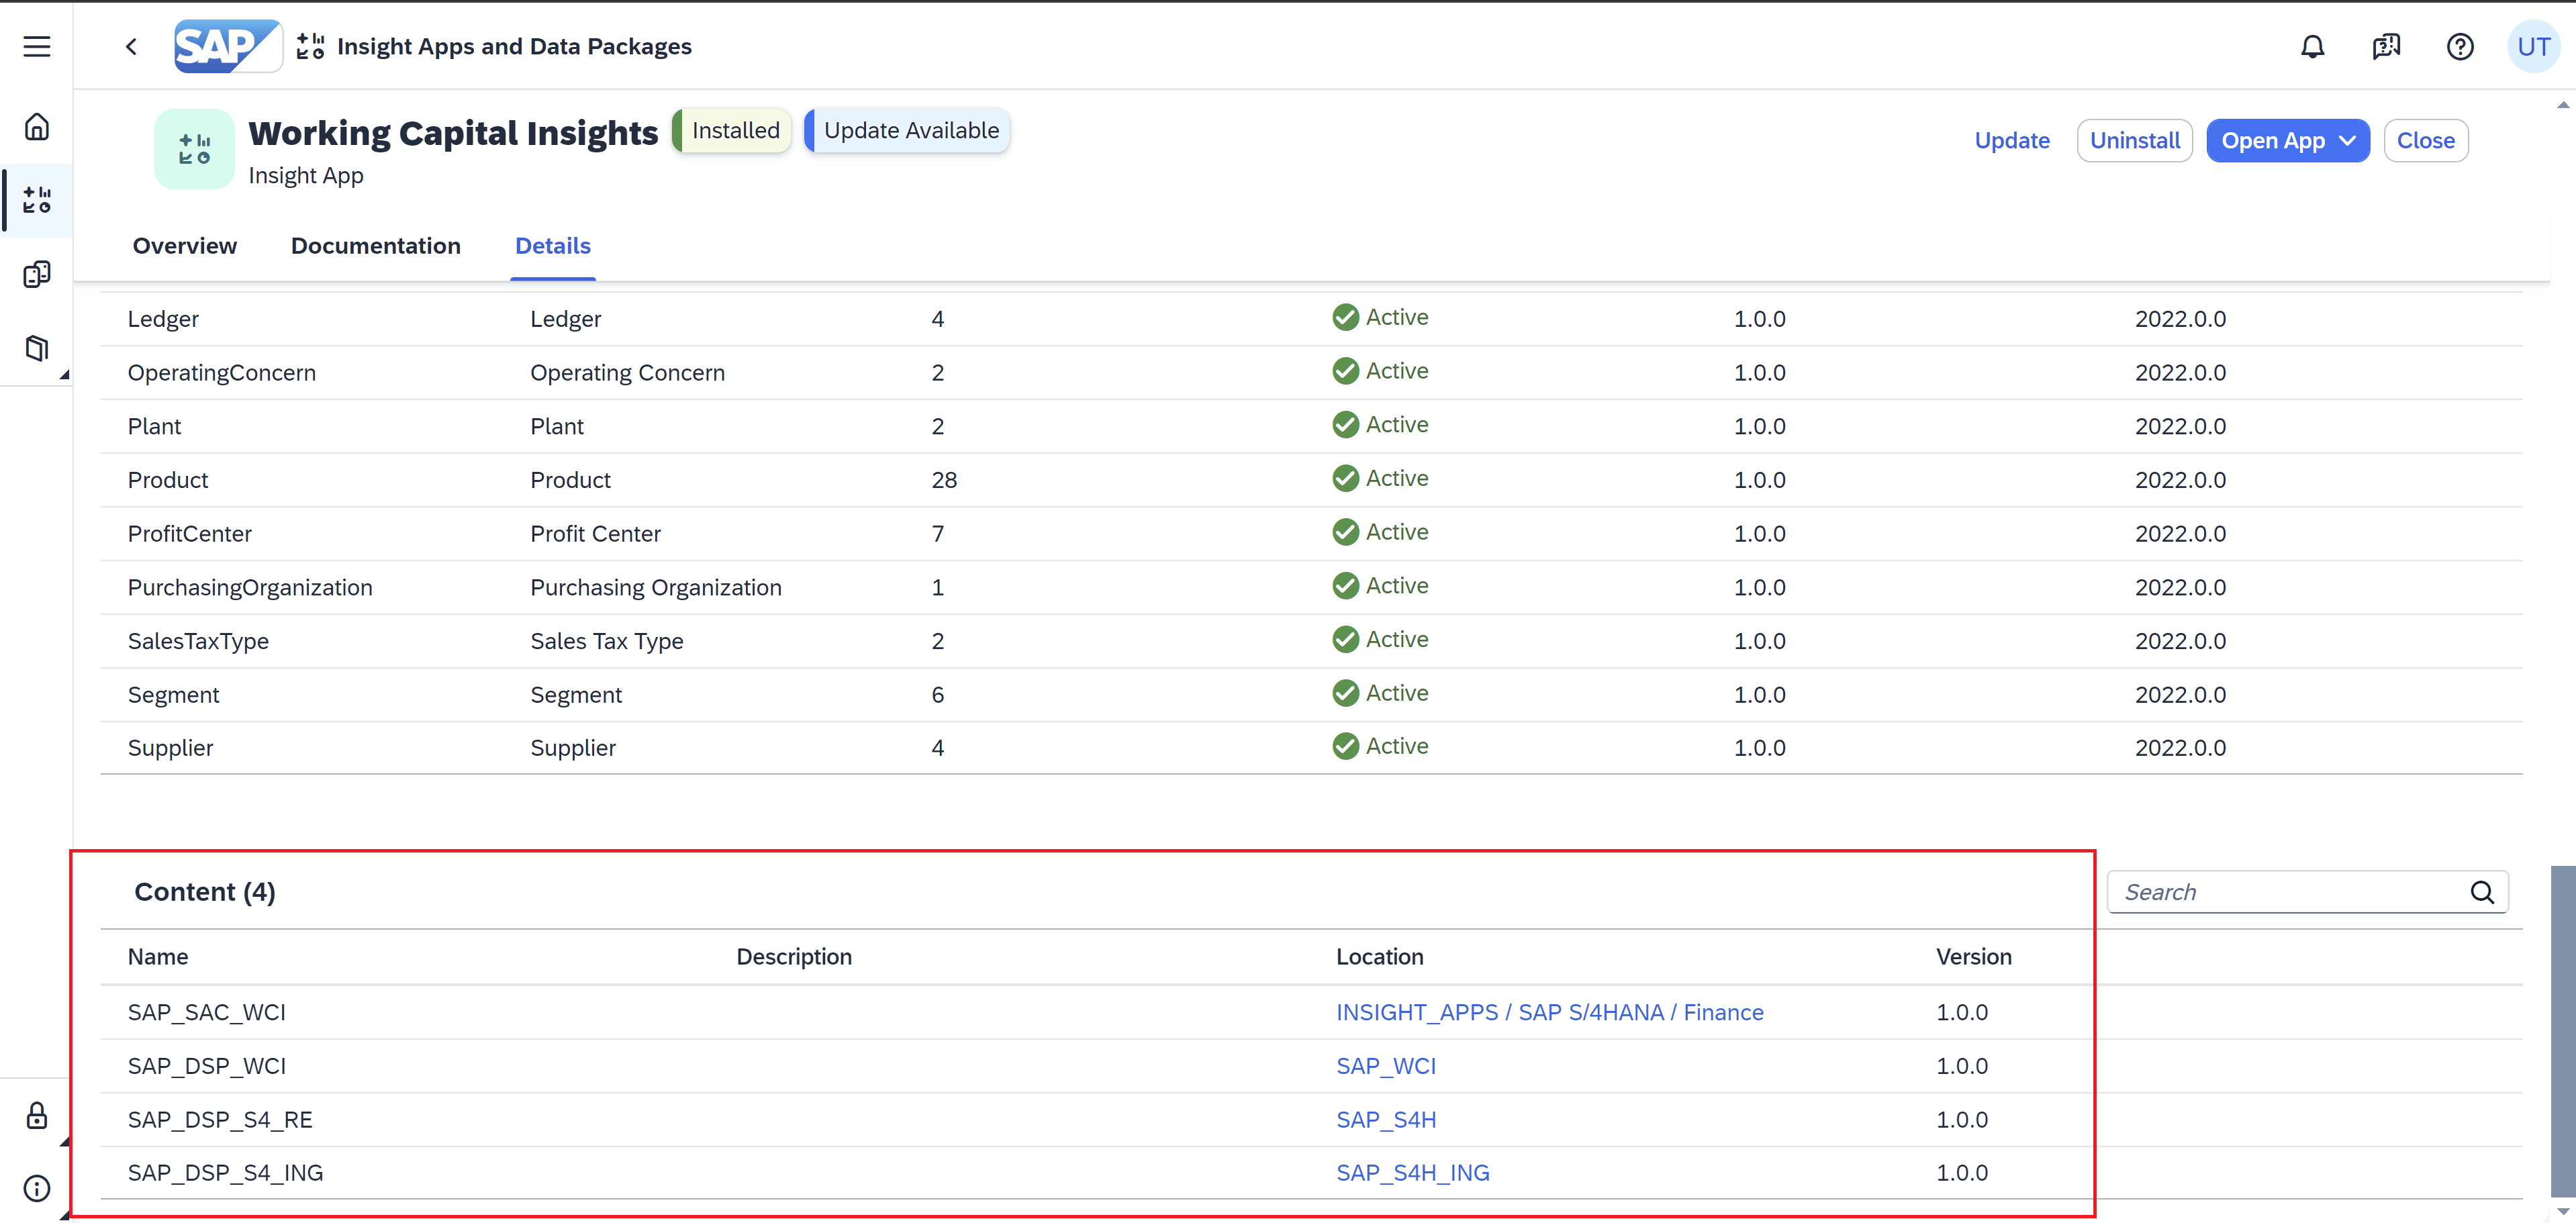 SAP Insight Apps and Data Packages UT
Working Capital Insights Installed Update Available
Insight App
Update Uninstall Open App Close
Overview Documentation Details
Ledger Ledger 4 Active 1.0.0 2022.0.0
OperatingConcern Operating Concern 2 Active 1.0.0 2022.0.0
Plant Plant 2 Active 1.0.0 2022.0.0
Product Product 28 Active 1.0.0 2022.0.0
ProfitCenter Profit Center 7 Active 1.0.0 2022.0.0
PurchasingOrganization Purchasing Organization 1 Active 1.0.0 2022.0.0
SalesTaxType Sales Tax Type 2 Active 1.0.0 2022.0.0
Segment Segment 6 Active 1.0.0 2022.0.0
Supplier Supplier 4 Active 1.0.0 2022.0.0
Content (4) Search
Name Description Location Version
SAP_SAC_WCI INSIGHT_APPS / SAP S/4HANA / Finance 1.0.0
SAP_DSP_WCI SAP_WCI 1.0.0
SAP_DSP_S4_RE SAP_S4H 1.0.0
SAP_DSP_S4_ING SAP_S4H_ING 1.0.0